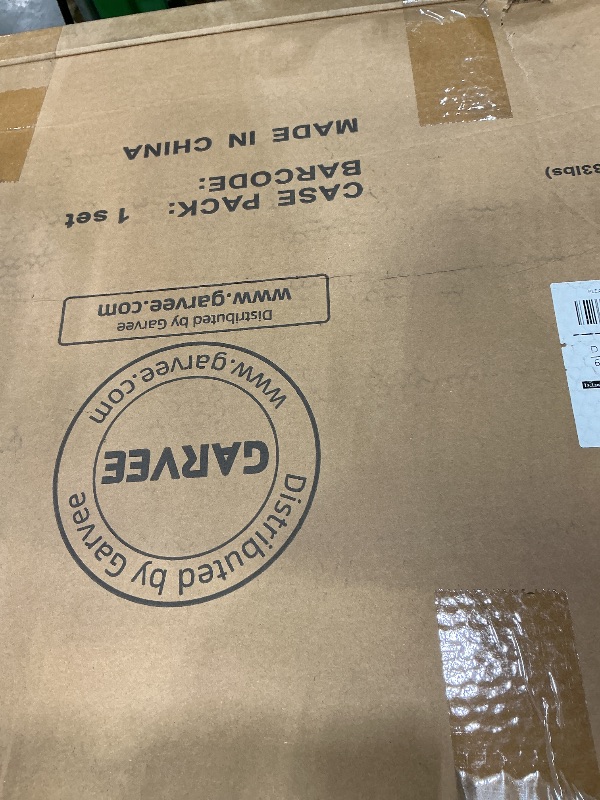 CASE PACK: 1 set
BARCODE:
MADE IN CHINA
33lbs)
Distributed by Garvee
www.garvee.com
Distributed by Garvee
GARVEE
www.garvee.com